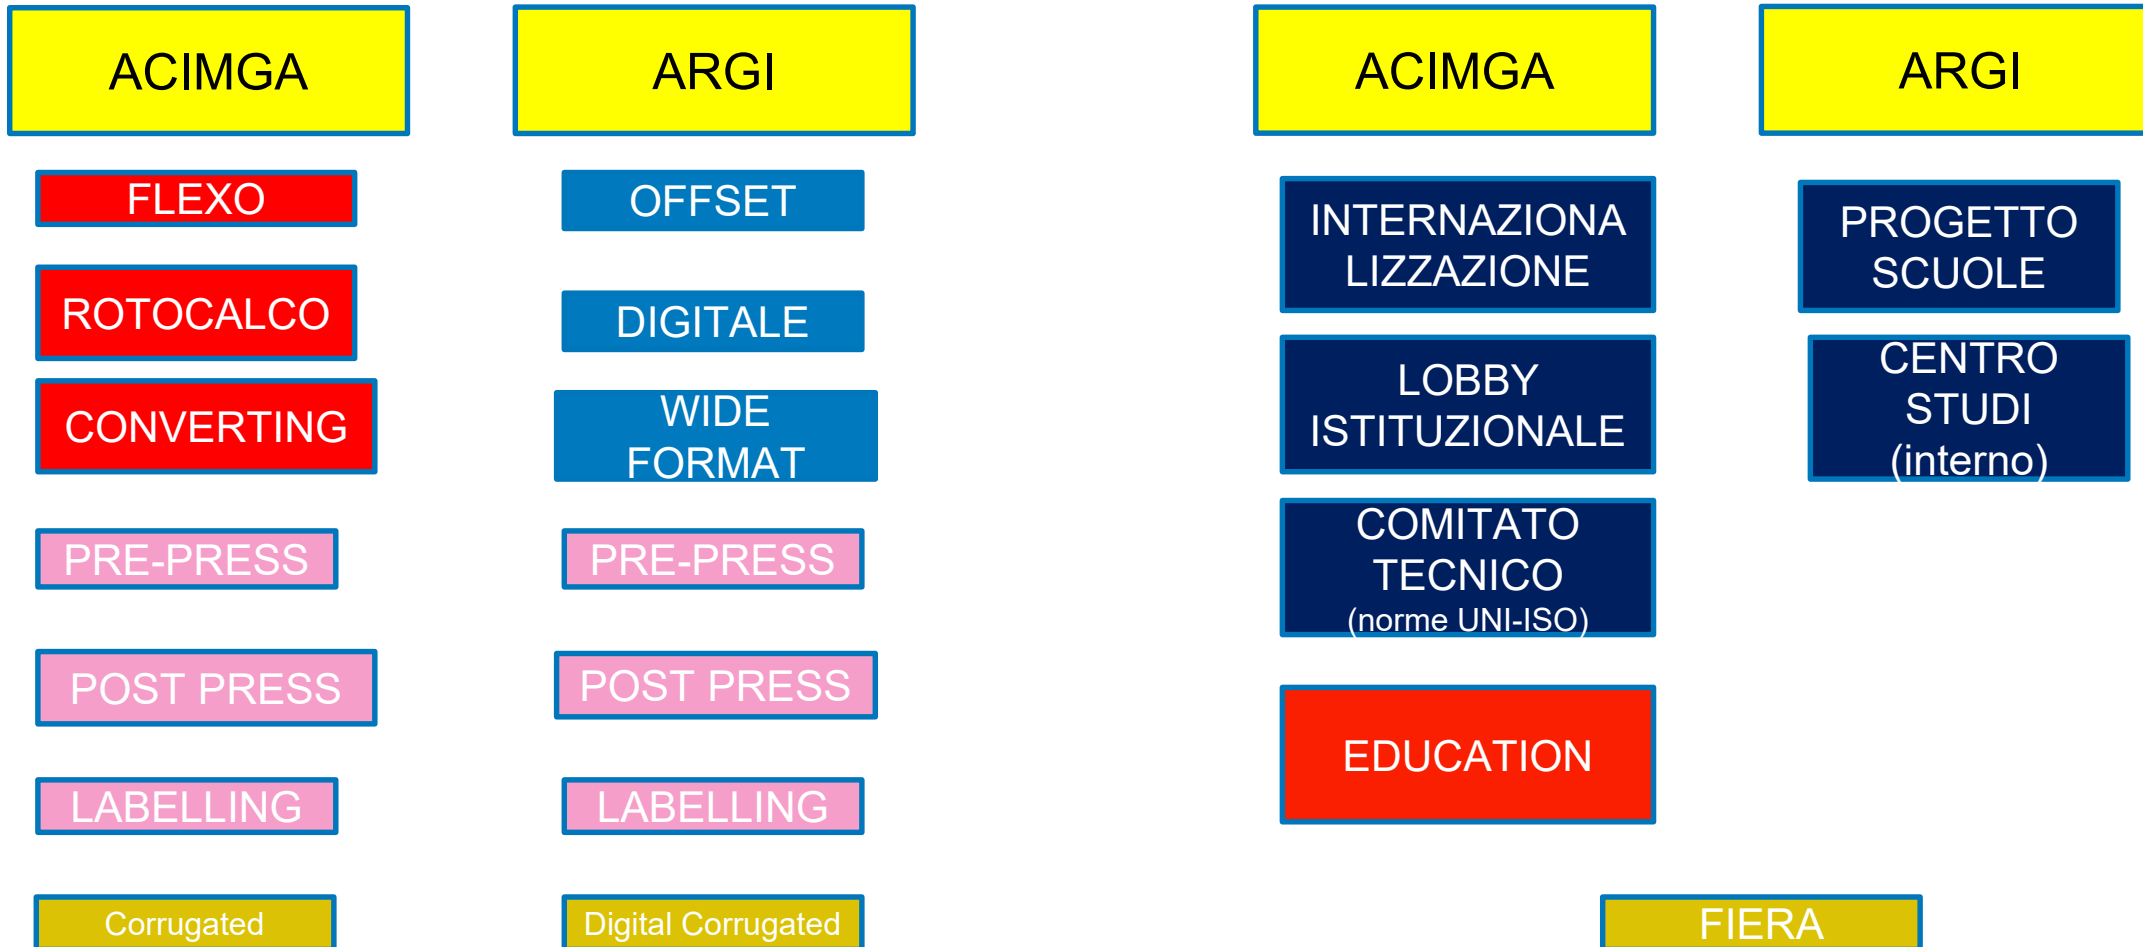 ACIMGA
FLEXO
ROTOCALCO
CONVERTING
PRE-PRESS
POST PRESS
LABELLING
Corrugated
ARGI
OFFSET
DIGITALE
WIDE
FORMAT
PRE-PRESS
POST PRESS
LABELLING
Digital Corrugated
ACIMGA
INTERNAZIONA
LIZZAZIONE
LOBBY
ISTITUZIONALE
COMITATO
TECNICO
(norme UNI-ISO)
EDUCATION
ARGI
PROGETTO
SCUOLE
CENTRO
STUDI
(interno)
FIERA